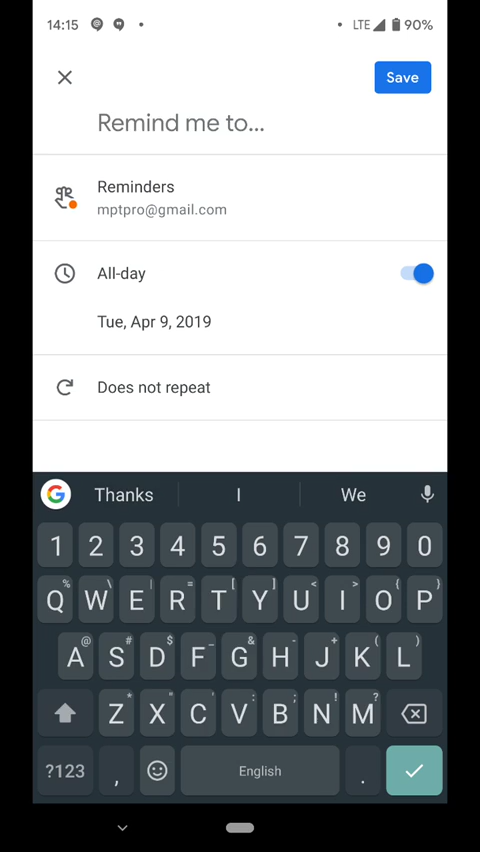 14:15 LTE 90%
Save
Remind me to...
Reminders
mptpro@gmail.com
All-day
Tue, Apr 9, 2019
Does not repeat
G Thanks I We
1 2 3 4 5 6 7 8 9 0
% \ | = [ ] < > { }
Q W E R T Y U I O P
@ # $ _ & - + ( )
A S D F G H J K L
* " ' : ; ! ?
Z X C V B N M
?123 , English .